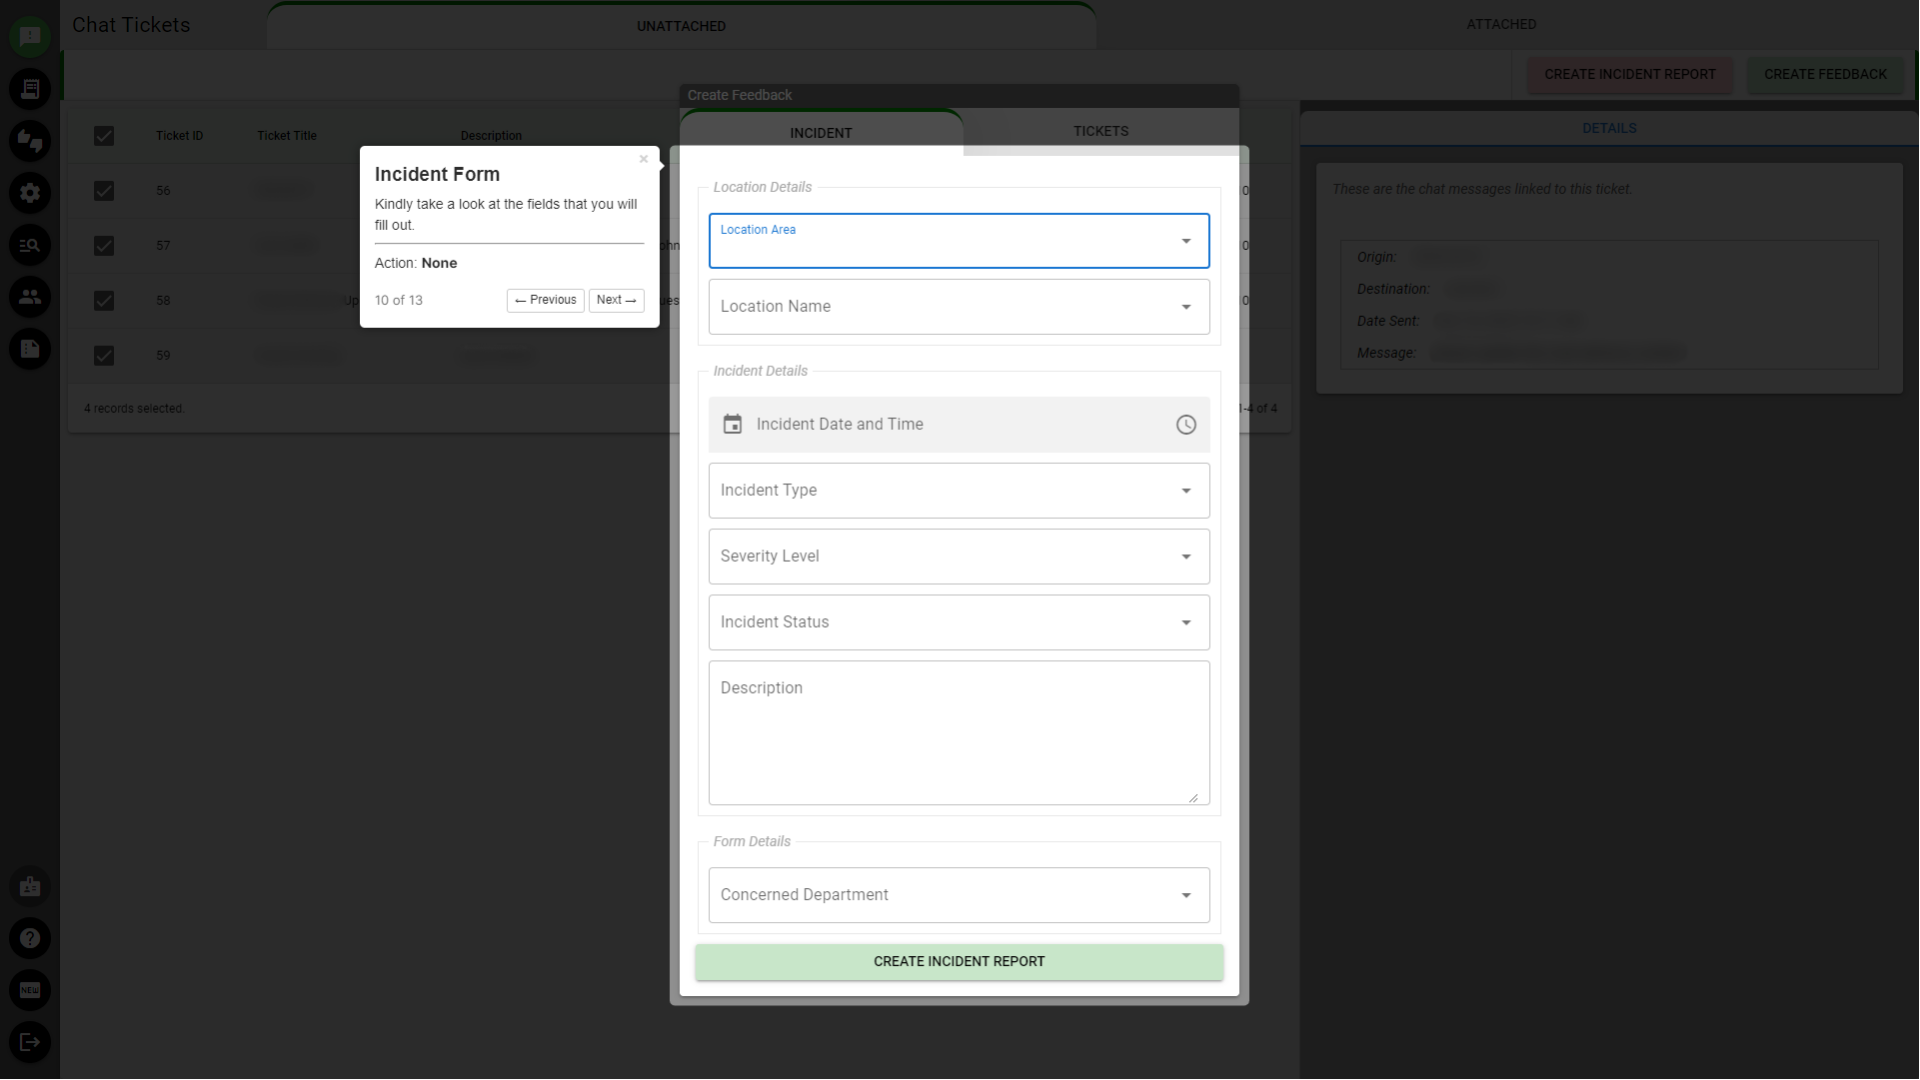 Chat Tickets
UNATTACHED
ATTACHED
CREATE INCIDENT REPORT
CREATE FEEDBACK
Create Feedback
INCIDENT
TICKETS
DETAILS
Ticket ID
Ticket Title
Description
56
0
57
0
58
0
59
4 records selected.
1-4 of 4
×
Incident Form
Kindly take a look at the fields that you will
fill out.
Action: None
10 of 13
← Previous
Next →
Location Details
Location Area
Location Name
Incident Details
Incident Date and Time
Incident Type
Severity Level
Incident Status
Description
Form Details
Concerned Department
CREATE INCIDENT REPORT
These are the chat messages linked to this ticket.
Origin:
Destination:
Date Sent:
Message:
NEW